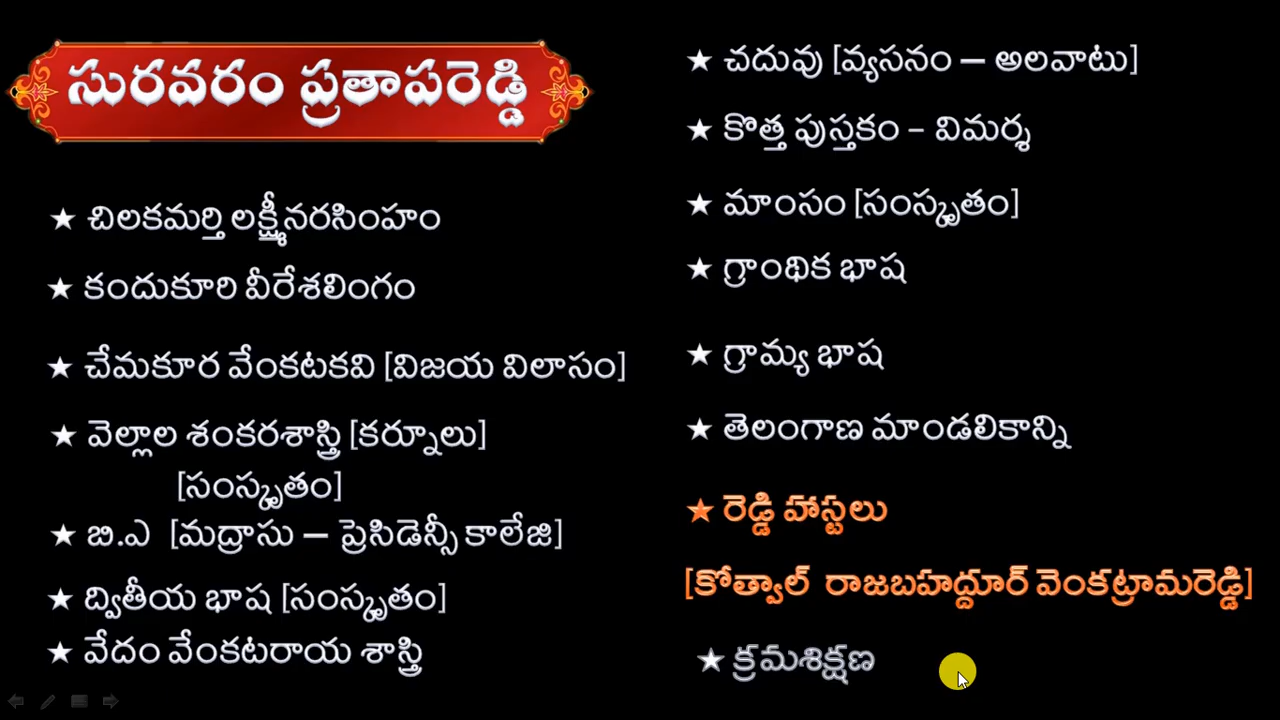 సురవరం ప్రతాపరెడ్డి
★ చిలకమర్తి లక్ష్మీనరసింహం
★ కందుకూరి వీరేశలింగం
★ చేమకూర వేంకటకవి [విజయ విలాసం]
★ వెల్లాల శంకరశాస్త్రి [కర్నూలు]
[సంస్కృతం]
★ బి.ఎ [మద్రాసు – ప్రెసిడెన్సీ కాలేజి]
★ ద్వితీయ భాష [సంస్కృతం]
★ వేదం వేంకటరాయ శాస్త్రి
★ చదువు [వ్యసనం – అలవాటు]
★ కొత్త పుస్తకం - విమర్శ
★ మాంసం [సంస్కృతం]
★ గ్రాంథిక భాష
★ గ్రామ్య భాష
★ తెలంగాణ మాండలికాన్ని
★ రెడ్డి హాస్టలు
[కోత్వాల్ రాజబహద్దూర్ వెంకట్రామరెడ్డి]
★ క్రమశిక్షణ